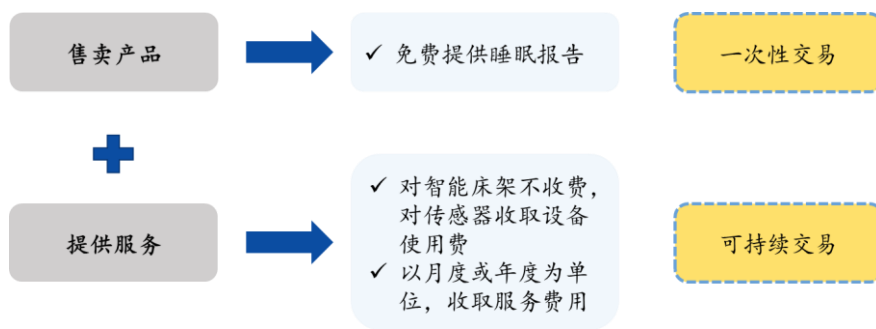 售卖产品
✓ 免费提供睡眠报告
一次性交易
提供服务
✓ 对智能床架不收费，
对传感器收取设备
使用费
✓ 以月度或年度为单
位，收取服务费用
可持续交易